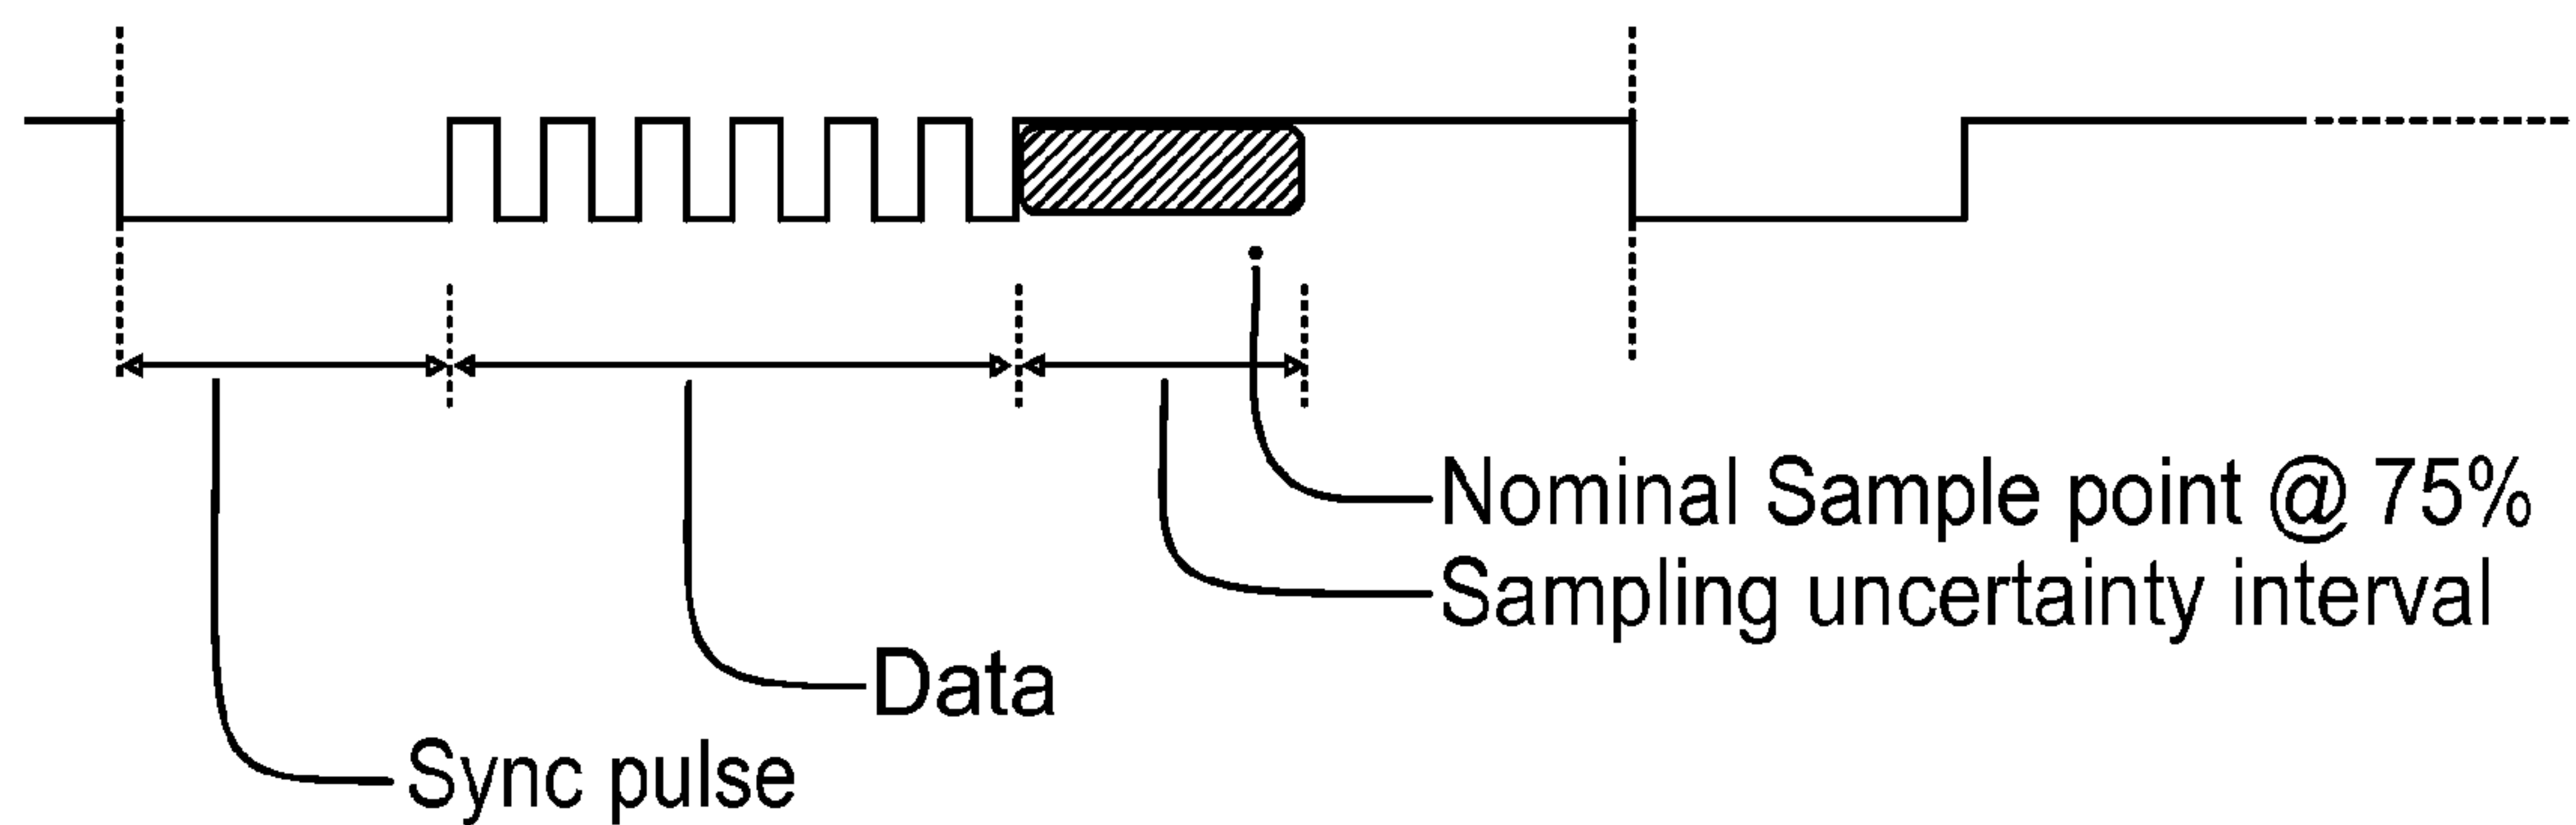 Nominal Sample point @ 75%
Sampling uncertainty interval
Data
Sync pulse